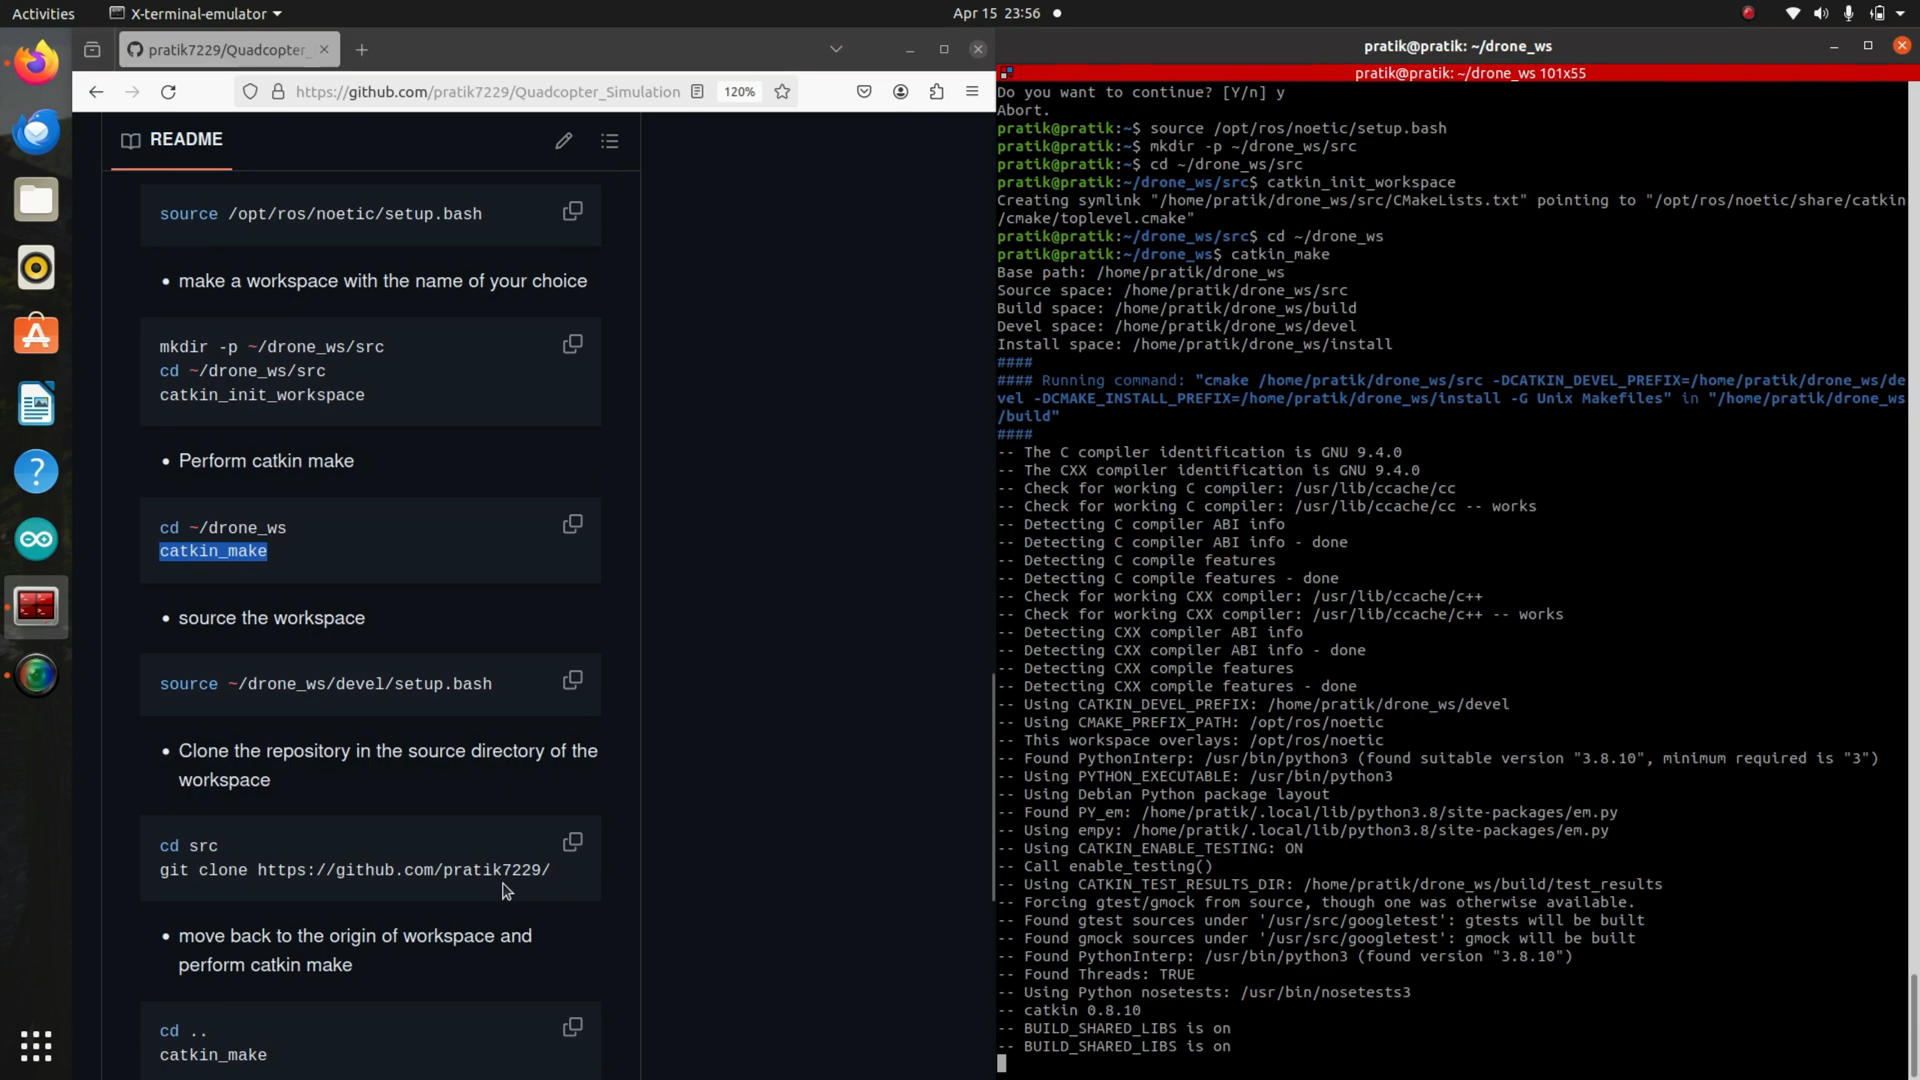 Activities
X-terminal-emulator
Apr 15 23:56
pratik7229/Quadcopter_
https://github.com/pratik7229/Quadcopter_Simulation
120%
README
source /opt/ros/noetic/setup.bash
make a workspace with the name of your choice
mkdir -p ~/drone_ws/src
cd ~/drone_ws/src
catkin_init_workspace
Perform catkin make
cd ~/drone_ws
catkin_make
source the workspace
source ~/drone_ws/devel/setup.bash
Clone the repository in the source directory of the
workspace
cd src
git clone https://github.com/pratik7229/
move back to the origin of workspace and
perform catkin make
cd ..
catkin_make
pratik@pratik: ~/drone_ws
pratik@pratik: ~/drone_ws 101x55
Do you want to continue? [Y/n] y
Abort.
pratik@pratik:~$ source /opt/ros/noetic/setup.bash
pratik@pratik:~$ mkdir -p ~/drone_ws/src
pratik@pratik:~$ cd ~/drone_ws/src
pratik@pratik:~/drone_ws/src$ catkin_init_workspace
Creating symlink "/home/pratik/drone_ws/src/CMakeLists.txt" pointing to "/opt/ros/noetic/share/catkin
/cmake/toplevel.cmake"
pratik@pratik:~/drone_ws/src$ cd ~/drone_ws
pratik@pratik:~/drone_ws$ catkin_make
Base path: /home/pratik/drone_ws
Source space: /home/pratik/drone_ws/src
Build space: /home/pratik/drone_ws/build
Devel space: /home/pratik/drone_ws/devel
Install space: /home/pratik/drone_ws/install
####
#### Running command: "cmake /home/pratik/drone_ws/src -DCATKIN_DEVEL_PREFIX=/home/pratik/drone_ws/de
vel -DCMAKE_INSTALL_PREFIX=/home/pratik/drone_ws/install -G Unix Makefiles" in "/home/pratik/drone_ws
/build"
####
-- The C compiler identification is GNU 9.4.0
-- The CXX compiler identification is GNU 9.4.0
-- Check for working C compiler: /usr/lib/ccache/cc
-- Check for working C compiler: /usr/lib/ccache/cc -- works
-- Detecting C compiler ABI info
-- Detecting C compiler ABI info - done
-- Detecting C compile features
-- Detecting C compile features - done
-- Check for working CXX compiler: /usr/lib/ccache/c++
-- Check for working CXX compiler: /usr/lib/ccache/c++ -- works
-- Detecting CXX compiler ABI info
-- Detecting CXX compiler ABI info - done
-- Detecting CXX compile features
-- Detecting CXX compile features - done
-- Using CATKIN_DEVEL_PREFIX: /home/pratik/drone_ws/devel
-- Using CMAKE_PREFIX_PATH: /opt/ros/noetic
-- This workspace overlays: /opt/ros/noetic
-- Found PythonInterp: /usr/bin/python3 (found suitable version "3.8.10", minimum required is "3")
-- Using PYTHON_EXECUTABLE: /usr/bin/python3
-- Using Debian Python package layout
-- Found PY_em: /home/pratik/.local/lib/python3.8/site-packages/em.py
-- Using empy: /home/pratik/.local/lib/python3.8/site-packages/em.py
-- Using CATKIN_ENABLE_TESTING: ON
-- Call enable_testing()
-- Using CATKIN_TEST_RESULTS_DIR: /home/pratik/drone_ws/build/test_results
-- Forcing gtest/gmock from source, though one was otherwise available.
-- Found gtest sources under '/usr/src/googletest': gtests will be built
-- Found gmock sources under '/usr/src/googletest': gmock will be built
-- Found PythonInterp: /usr/bin/python3 (found version "3.8.10")
-- Found Threads: TRUE
-- Using Python nosetests: /usr/bin/nosetests3
-- catkin 0.8.10
-- BUILD_SHARED_LIBS is on
-- BUILD_SHARED_LIBS is on